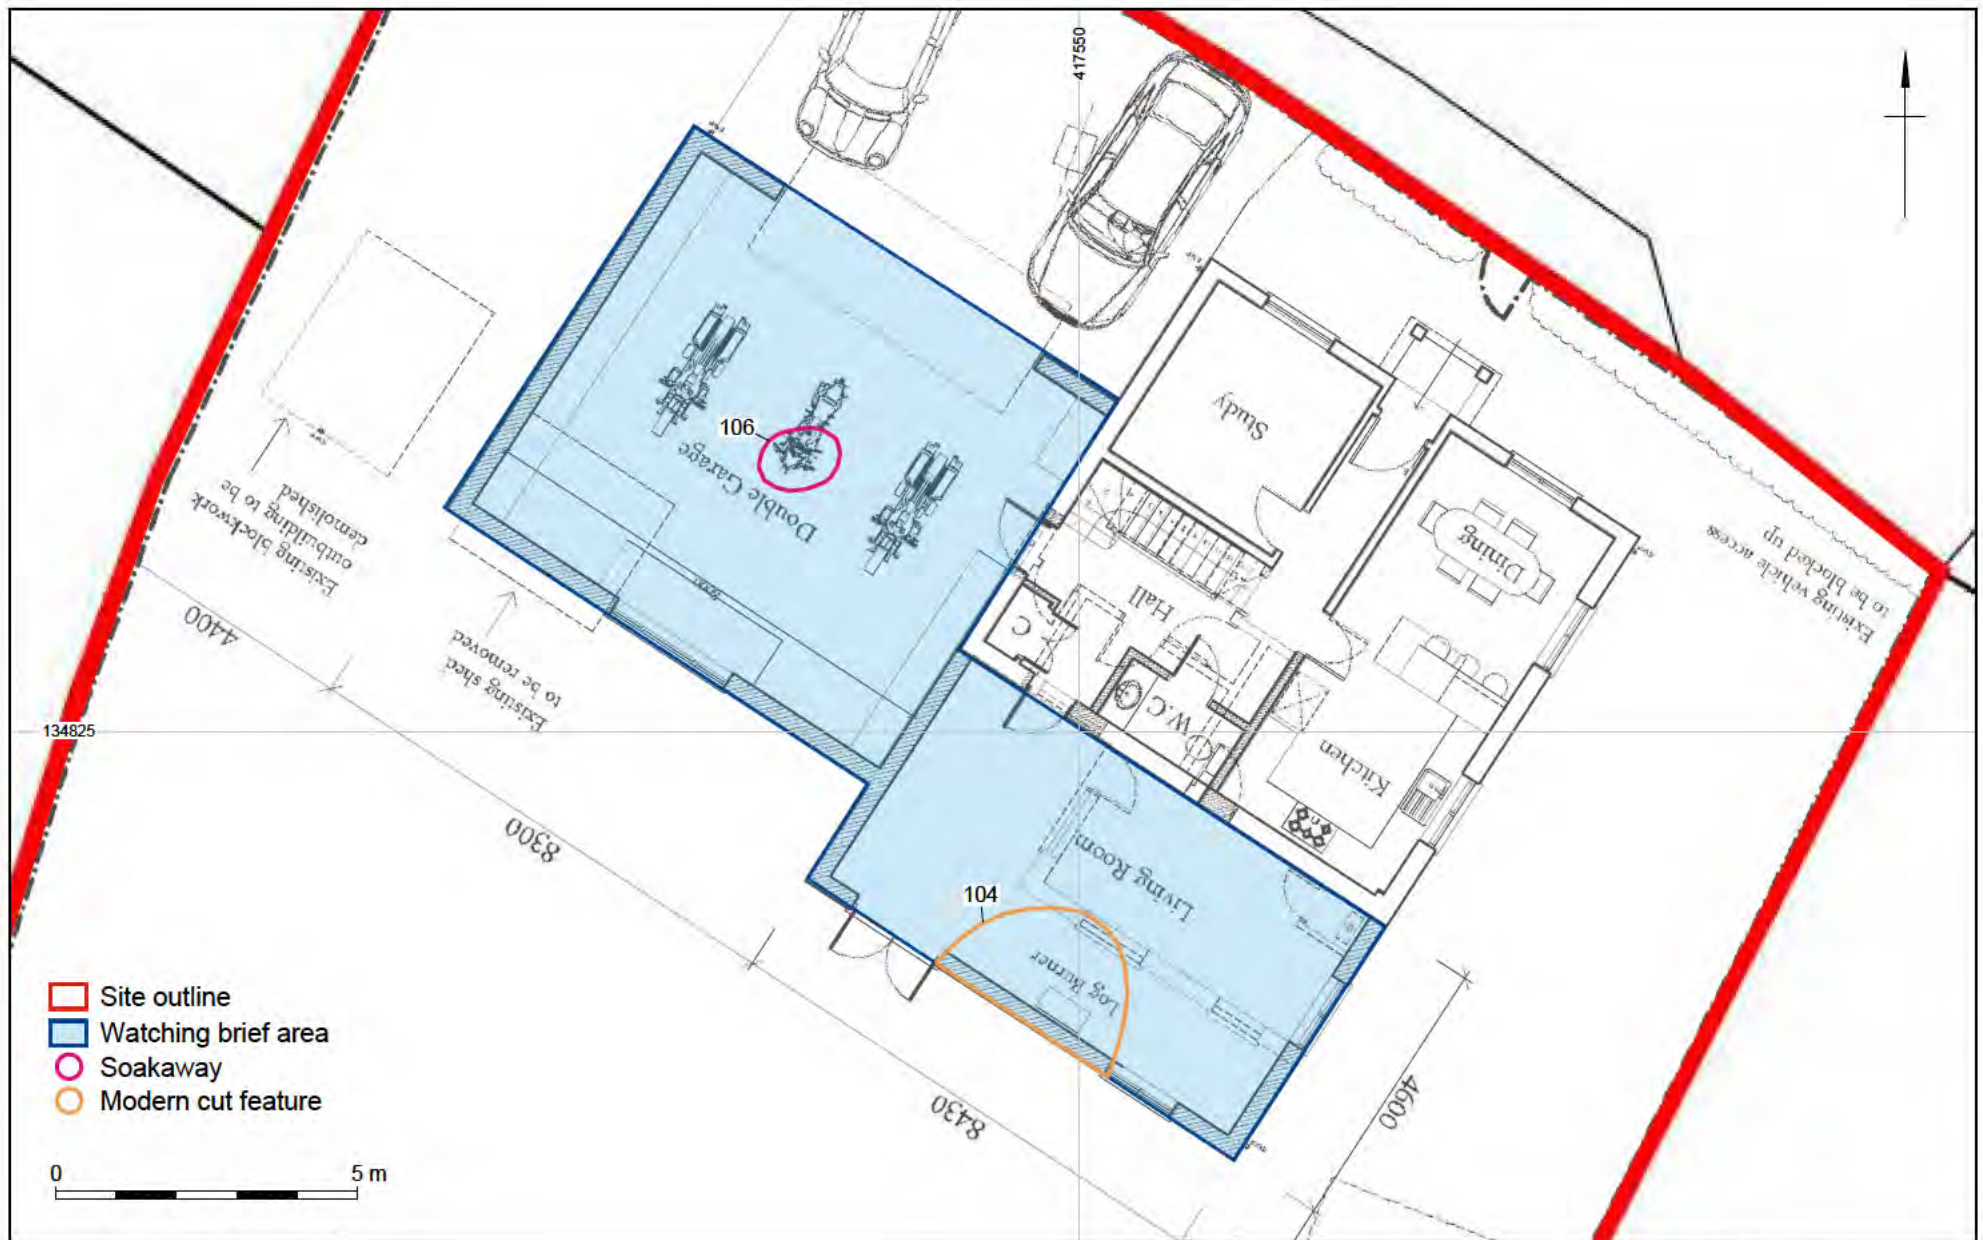 417550
106
Double Garage
Study
Dining
Hall
C
W.C
Kitchen
Existing blockwork
outbuilding to be
demolished
Existing shed
to be removed
Existing vehicle access
to be blocked up
4400
134825
8300
Living Room
104
Log Burner
8430
4600
Site outline
Watching brief area
Soakaway
Modern cut feature
0 5 m